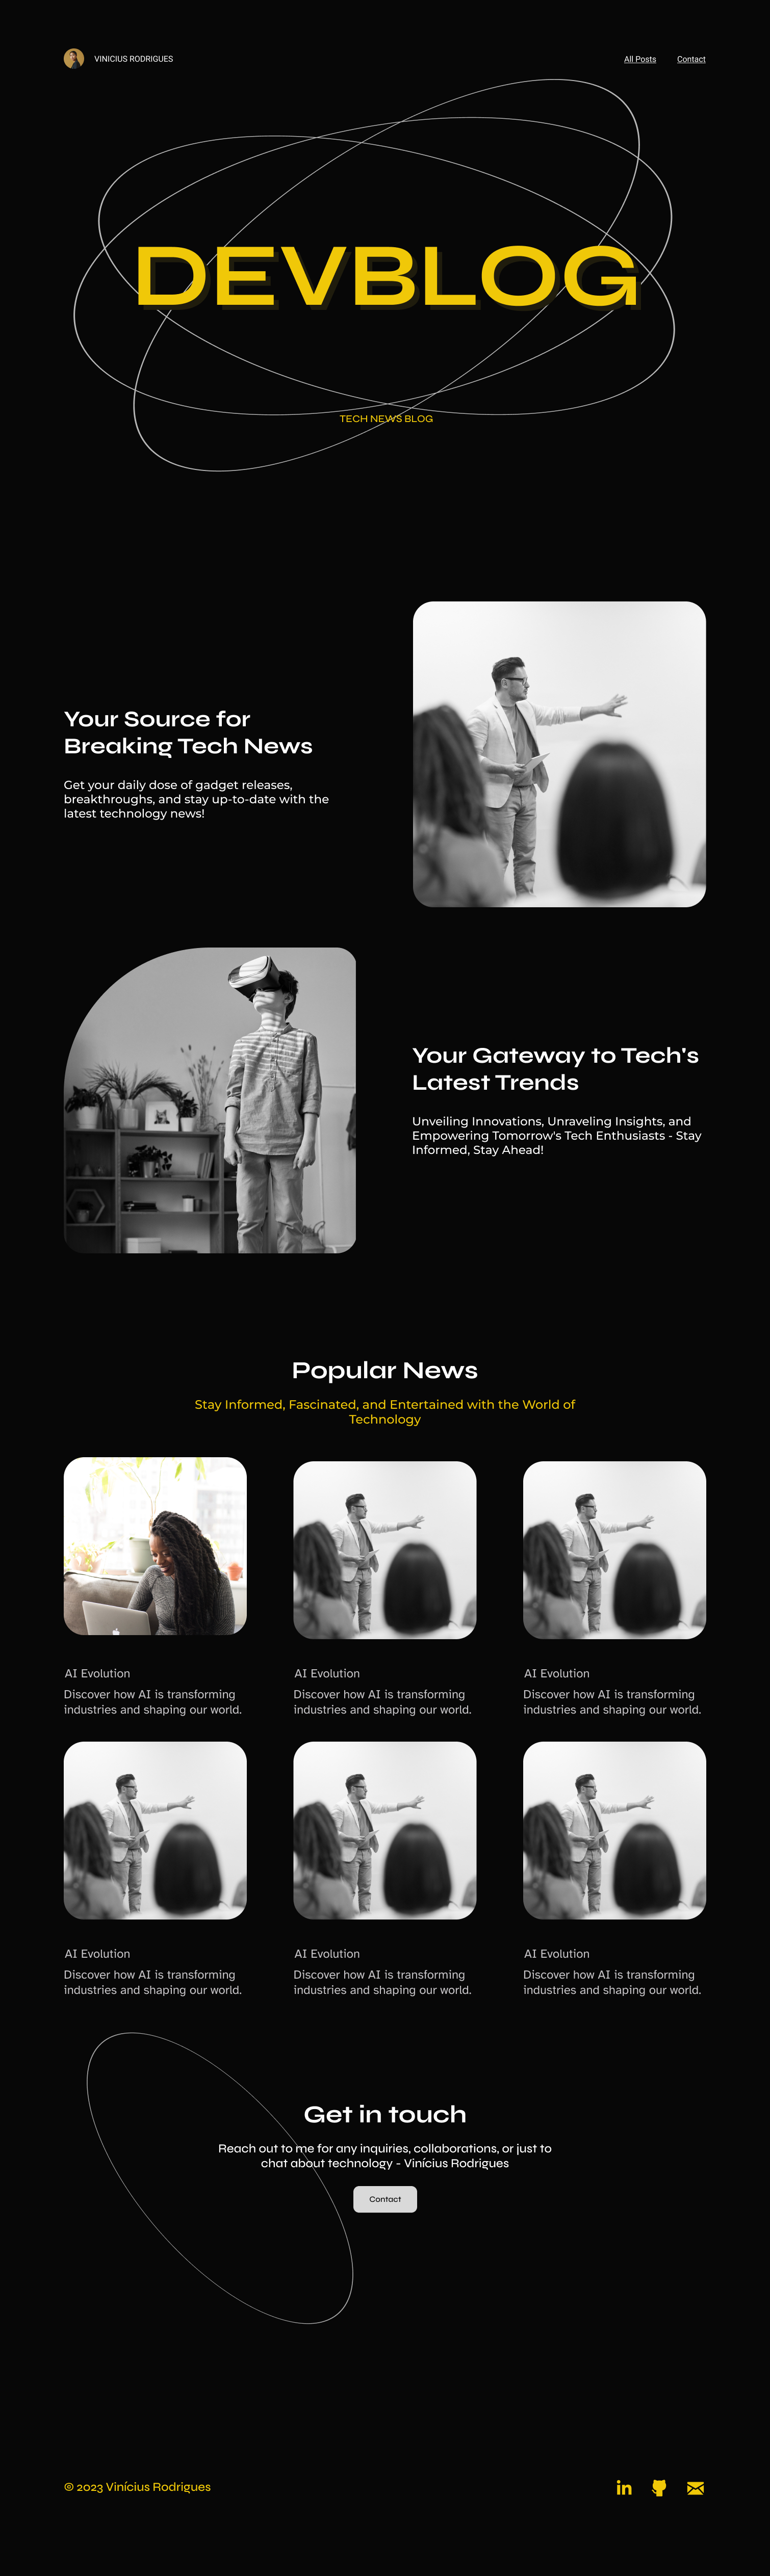 VINICIUS RODRIGUES
All Posts
Contact
DEVBLOG
TECH NEWS BLOG
Your Source for
Breaking Tech News
Get your daily dose of gadget releases,
breakthroughs, and stay up-to-date with the
latest technology news!
Your Gateway to Tech's
Latest Trends
Unveiling Innovations, Unraveling Insights, and
Empowering Tomorrow's Tech Enthusiasts - Stay
Informed, Stay Ahead!
Popular News
Stay Informed, Fascinated, and Entertained with the World of
Technology
AI Evolution
Discover how AI is transforming
industries and shaping our world.
AI Evolution
Discover how AI is transforming
industries and shaping our world.
AI Evolution
Discover how AI is transforming
industries and shaping our world.
AI Evolution
Discover how AI is transforming
industries and shaping our world.
AI Evolution
Discover how AI is transforming
industries and shaping our world.
AI Evolution
Discover how AI is transforming
industries and shaping our world.
Get in touch
Reach out to me for any inquiries, collaborations, or just to
chat about technology - Vinícius Rodrigues
Contact
© 2023 Vinícius Rodrigues
in